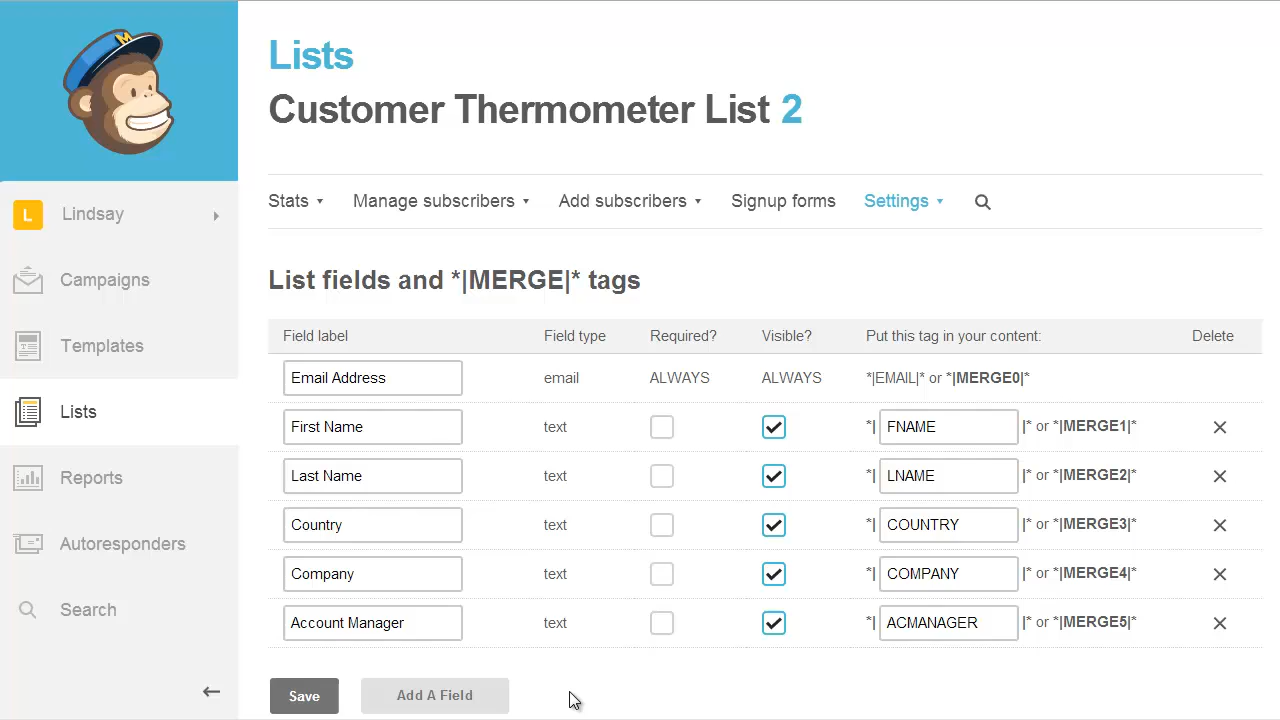 Lists
Customer Thermometer List 2
L Lindsay
Campaigns
Templates
Lists
Reports
Autoresponders
Search
Stats Manage subscribers Add subscribers Signup forms Settings
List fields and *|MERGE|* tags
Field label Field type Required? Visible? Put this tag in your content: Delete
Email Address email ALWAYS ALWAYS *|EMAIL|* or *|MERGE0|*
First Name text *| FNAME |* or *|MERGE1|*
Last Name text *| LNAME |* or *|MERGE2|*
Country text *| COUNTRY |* or *|MERGE3|*
Company text *| COMPANY |* or *|MERGE4|*
Account Manager text *| ACMANAGER |* or *|MERGE5|*
Save Add A Field